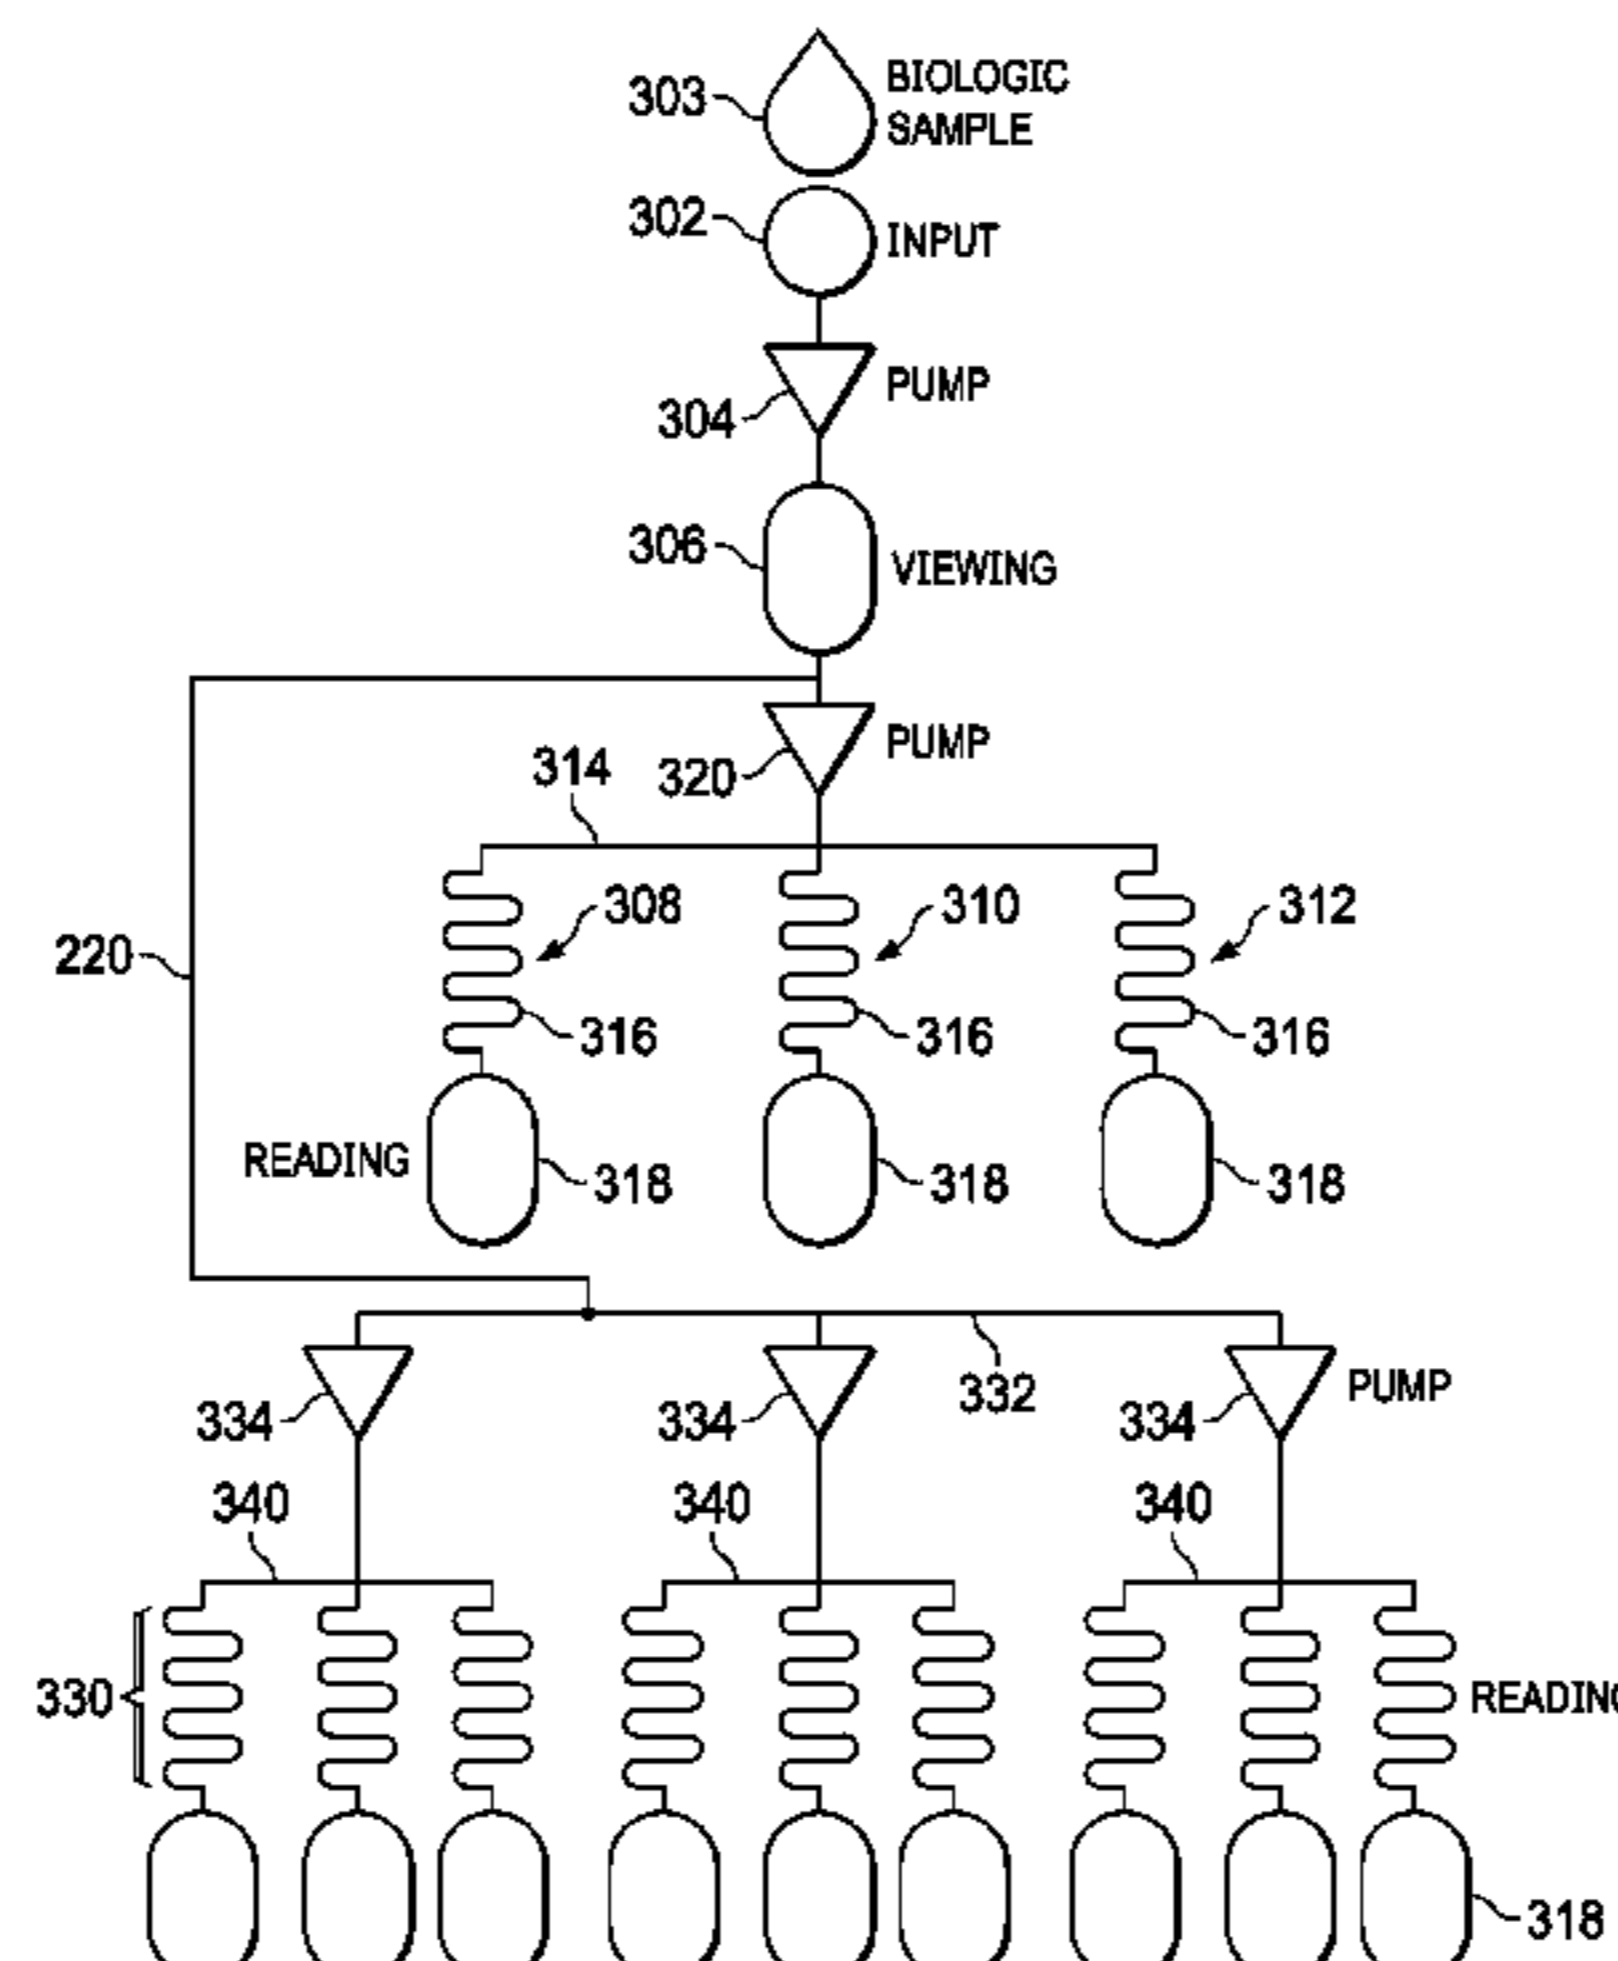 303 BIOLOGIC
SAMPLE
302 INPUT
PUMP
304
306 VIEWING
PUMP
314 320
220 308 310 312
316 316 316
READING 318 318 318
PUMP
334 334 332 334
340 340 340
330 READING
318